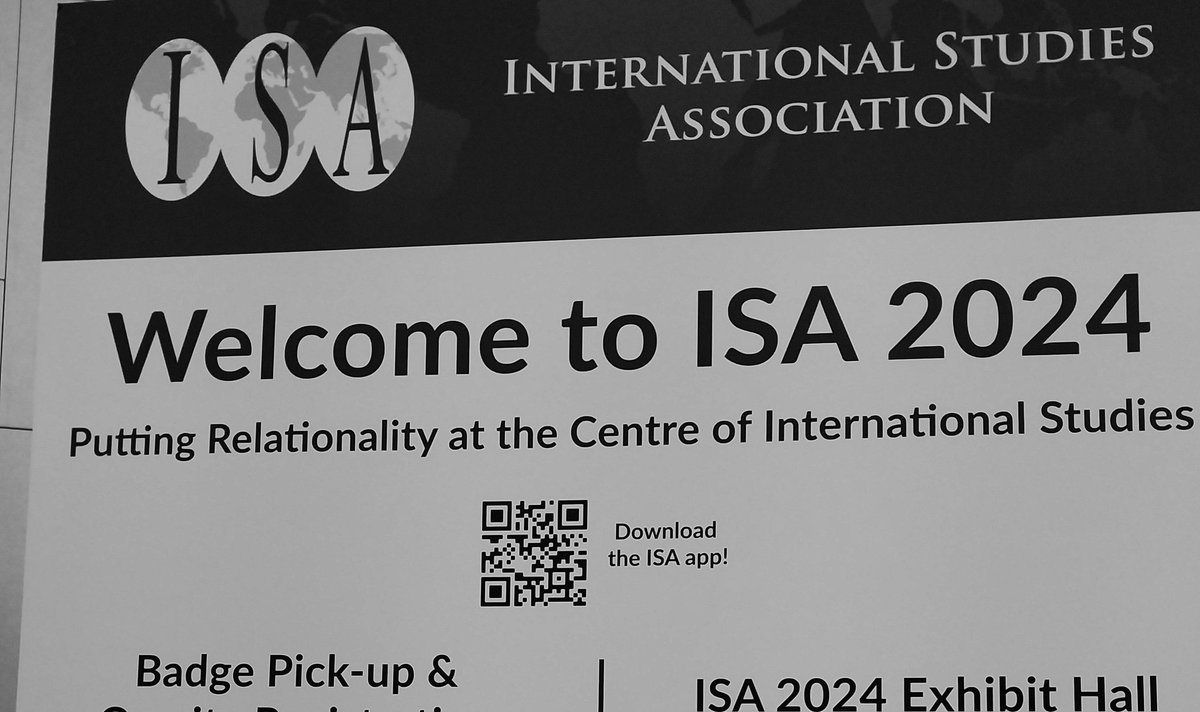 ISA
INTERNATIONAL STUDIES
ASSOCIATION
Welcome to ISA 2024
Putting Relationality at the Centre of International Studies
Download
the ISA app!
Badge Pick-up &
ISA 2024 Exhibit Hall